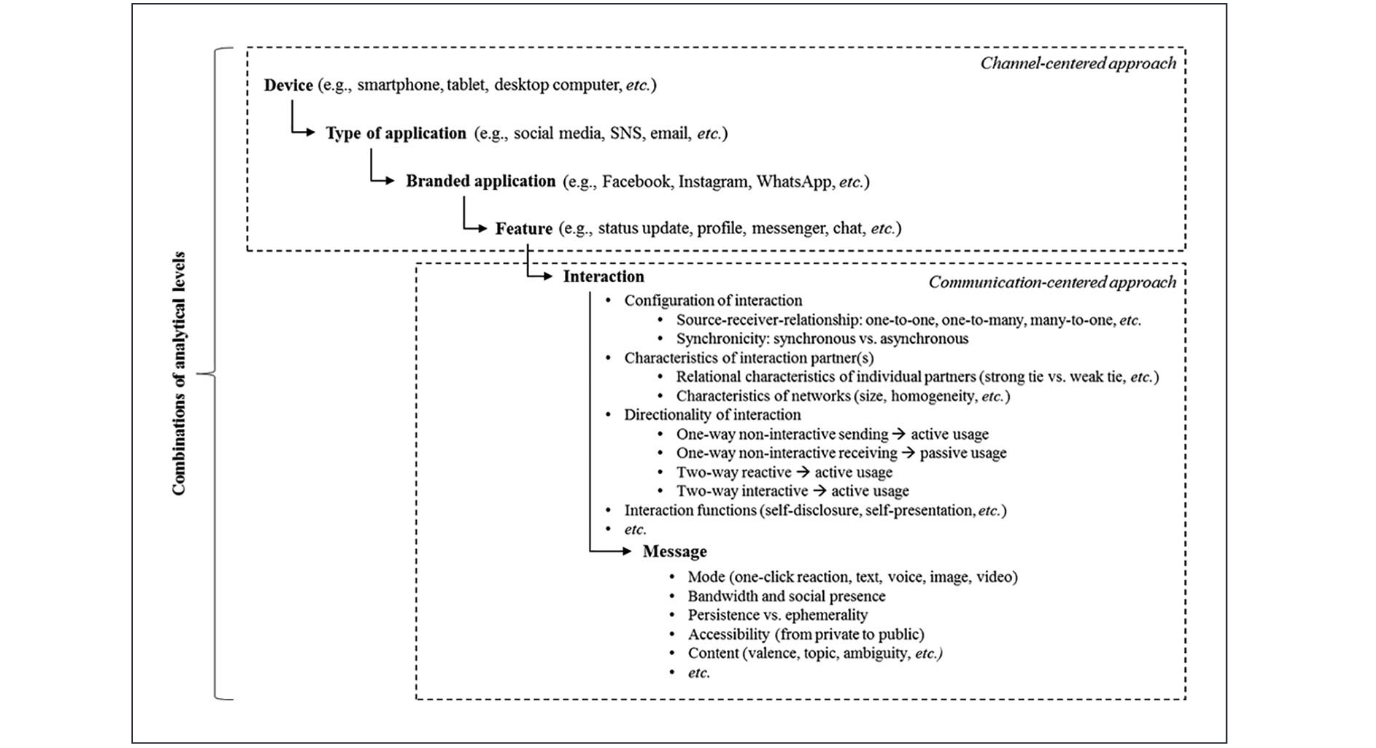 Channel-centered approach
Device (e.g., smartphone, tablet, desktop computer, etc.)
Type of application (e.g., social media, SNS, email, etc.)
Branded application (e.g., Facebook, Instagram, WhatsApp, etc.)
Feature (e.g., status update, profile, messenger, chat, etc.)
Combinations of analytical levels
Interaction
Communication-centered approach
• Configuration of interaction
• Source-receiver-relationship: one-to-one, one-to-many, many-to-one, etc.
• Synchronicity: synchronous vs. asynchronous
• Characteristics of interaction partner(s)
• Relational characteristics of individual partners (strong tie vs. weak tie, etc.)
• Characteristics of networks (size, homogeneity, etc.)
• Directionality of interaction
• One-way non-interactive sending → active usage
• One-way non-interactive receiving → passive usage
• Two-way reactive → active usage
• Two-way interactive → active usage
• Interaction functions (self-disclosure, self-presentation, etc.)
• etc.
Message
• Mode (one-click reaction, text, voice, image, video)
• Bandwidth and social presence
• Persistence vs. ephemerality
• Accessibility (from private to public)
• Content (valence, topic, ambiguity, etc.)
• etc.